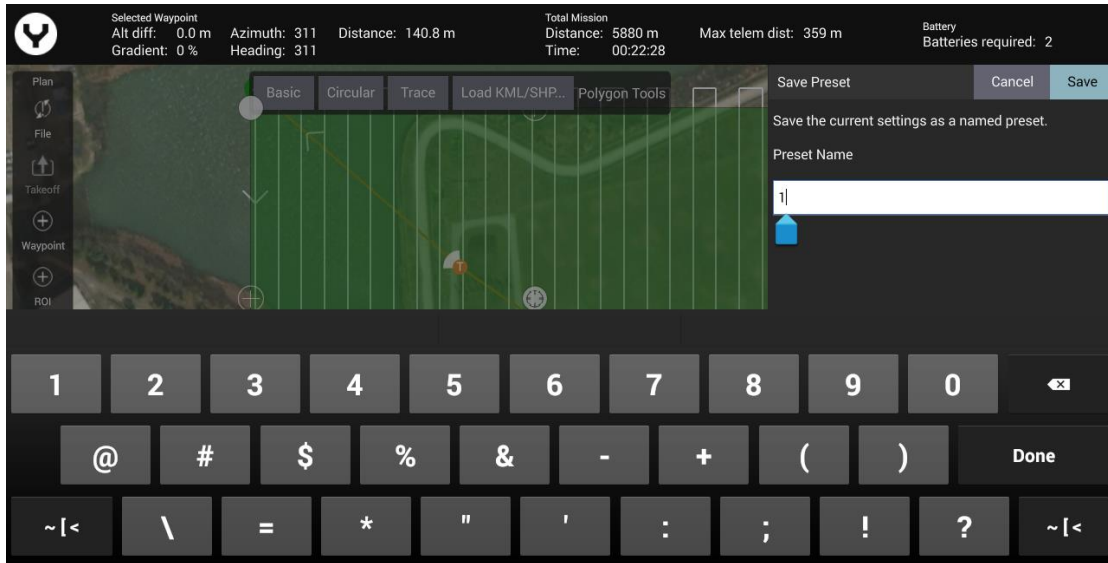 Selected Waypoint
Alt diff: 0.0 m Azimuth: 311 Distance: 140.8 m
Gradient: 0 % Heading: 311
Total Mission
Distance: 5880 m Max telem dist: 359 m
Time: 00:22:28
Battery
Batteries required: 2
Plan
File
Takeoff
Waypoint
ROI
Basic Circular Trace Load KML/SHP... Polygon Tools
T
Save Preset Cancel Save
Save the current settings as a named preset.
Preset Name
1
1 2 3 4 5 6 7 8 9 0
@ # $ % & - + ( ) Done
~ [ < \ = * " ' : ; ! ? ~ [ <